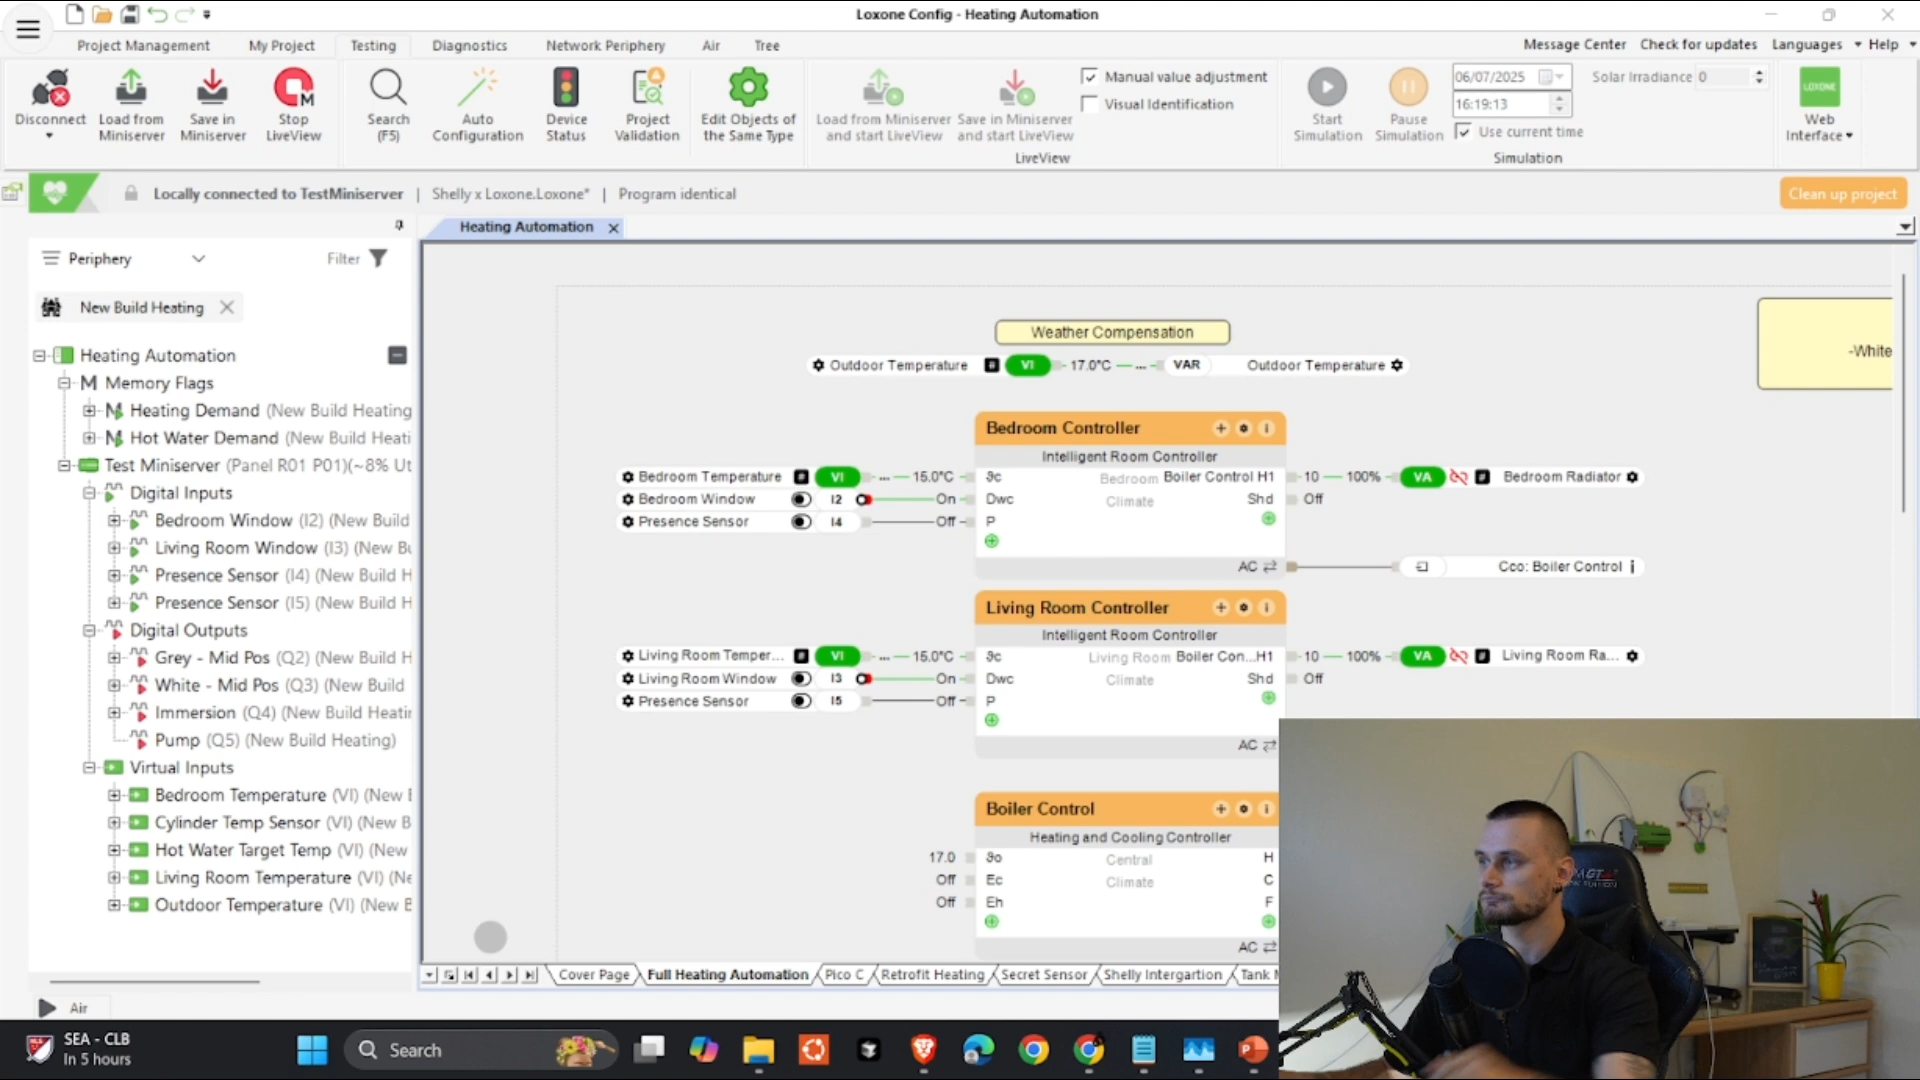 Loxone Config - Heating Automation
Project Management
My Project
Testing
Diagnostics
Network Periphery
Air
Tree
Message Center
Check for updates
Languages
Help
Disconnect
Load from
Miniserver
Save in
Miniserver
Stop
LiveView
Search
(F5)
Auto
Configuration
Device
Status
Project
Validation
Edit Objects of
the Same Type
Load from Miniserver
and start LiveView
Save in Miniserver
and start LiveView
Manual value adjustment
Visual Identification
LiveView
Start
Simulation
Pause
Simulation
06/07/2025
16:19:13
Use current time
Solar Irradiance 0
Simulation
LOXONE
Web
Interface
Locally connected to TestMiniserver | Shelly x Loxone.Loxone* | Program identical
Clean up project
Periphery
Filter
New Build Heating
Heating Automation
Memory Flags
Heating Demand (New Build Heating
Hot Water Demand (New Build Heati
Test Miniserver (Panel R01 P01)(~8% Ut
Digital Inputs
Bedroom Window (I2) (New Build
Living Room Window (I3) (New Bu
Presence Sensor (I4) (New Build H
Presence Sensor (I5) (New Build H
Digital Outputs
Grey - Mid Pos (Q2) (New Build H
White - Mid Pos (Q3) (New Build
Immersion (Q4) (New Build Heatin
Pump (Q5) (New Build Heating)
Virtual Inputs
Bedroom Temperature (VI) (New B
Cylinder Temp Sensor (VI) (New B
Hot Water Target Temp (VI) (New
Living Room Temperature (VI) (Ne
Outdoor Temperature (VI) (New B
Air
Heating Automation
Weather Compensation
Outdoor Temperature VI 17.0°C ... VAR Outdoor Temperature
-White
Bedroom Controller
Intelligent Room Controller
Bedroom Temperature VI ... 15.0°C ϑc Bedroom Boiler Control H1 10 100% VA Bedroom Radiator
Bedroom Window I2 On Dwc Climate Shd Off
Presence Sensor I4 Off P
AC
Cco: Boiler Control
Living Room Controller
Intelligent Room Controller
Living Room Temper... VI ... 15.0°C ϑc Living Room Boiler Con...H1 10 100% VA Living Room Ra...
Living Room Window I3 On Dwc Climate Shd Off
Presence Sensor I5 Off P
AC
Boiler Control
Heating and Cooling Controller
17.0 ϑo Central H
Off Ec Climate C
Off Eh F
AC
Cover Page
Full Heating Automation
Pico C
Retrofit Heating
Secret Sensor
Shelly Intergartion
Tank
SEA - CLB
In 5 hours
Search